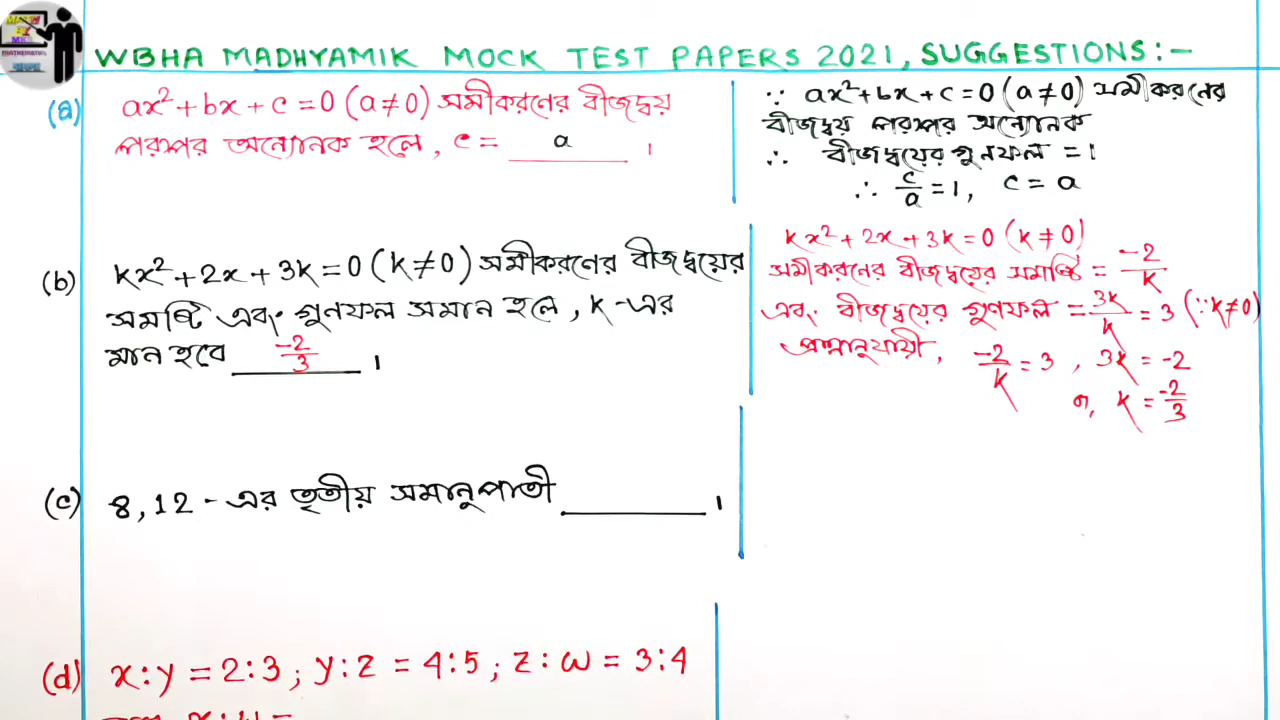 WBHA MADHYAMIK MOCK TEST PAPERS 2021, SUGGESTIONS:-
(a) ax²+bx+c=0 (a≠0) সমীকরণের বীজদ্বয়
পরস্পর অন্যোনক হলে, c = a ।
∵ ax²+bx+c=0 (a≠0) সমীকরণের
বীজদ্বয় পরস্পর অন্যোনক
∴ বীজদ্বয়ের গুনফল =1
∴ c/a =1, c = a
(b) kx²+2x+3k=0 (k≠0) সমীকরণের বীজদ্বয়ের
সমষ্টি এবং গুনফল সমান হলে, k-এর
মান হবে -2/3 ।
kx²+2x+3k=0 (k≠0)
সমীকরণের বীজদ্বয়ের সমষ্টি = -2/k
এবং বীজদ্বয়ের গুণফল = 3k/k = 3 (∵k≠0)
প্রশ্নানুযায়ী, -2/k = 3, 3k = -2
বা, k = -2/3
(c) 8, 12 - এর তৃতীয় সমানুপাতী ।
(d) x:y = 2:3; y:z = 4:5; z:w = 3:4